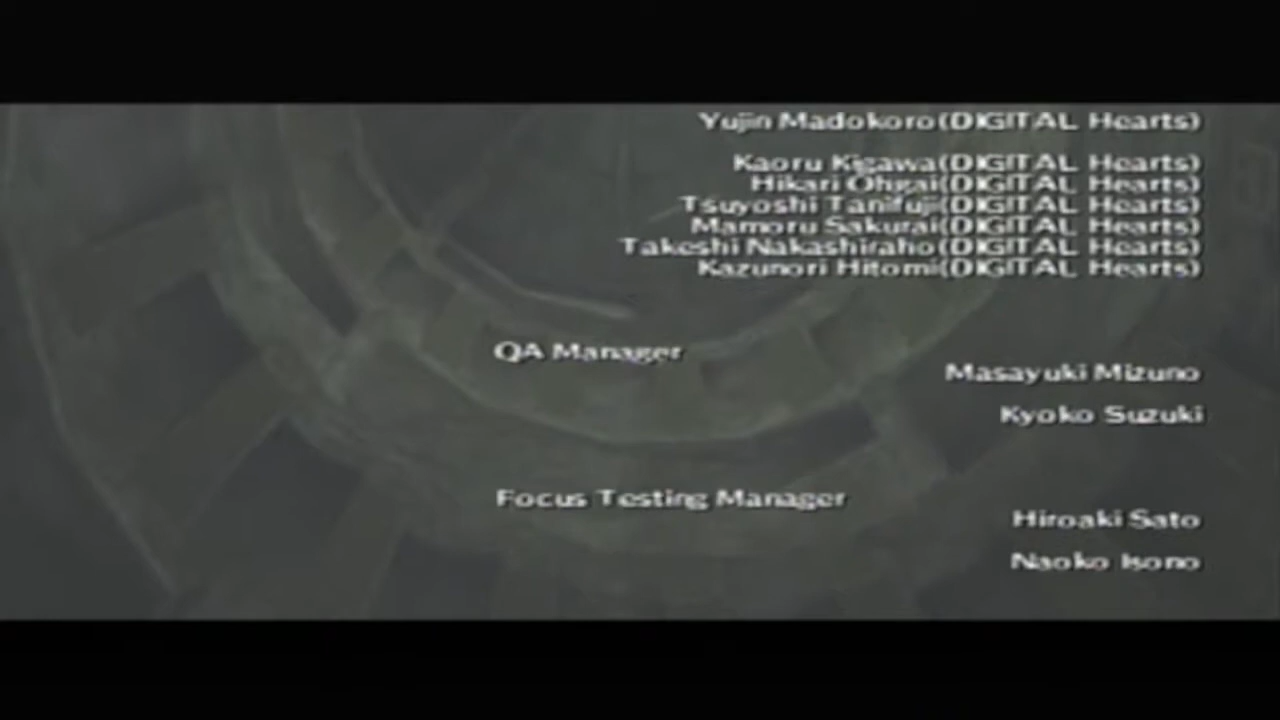 Yujin Madokoro(DIGITAL Hearts)
Kaoru Kigawa(DIGITAL Hearts)
Hikari Ohgai(DIGITAL Hearts)
Tsuyoshi Tanifuji(DIGITAL Hearts)
Mamoru Sakurai(DIGITAL Hearts)
Takeshi Nakashiraho(DIGITAL Hearts)
Kazunori Hitomi(DIGITAL Hearts)
QA Manager
Masayuki Mizuno
Kyoko Suzuki
Focus Testing Manager
Hiroaki Sato
Naoko Isono